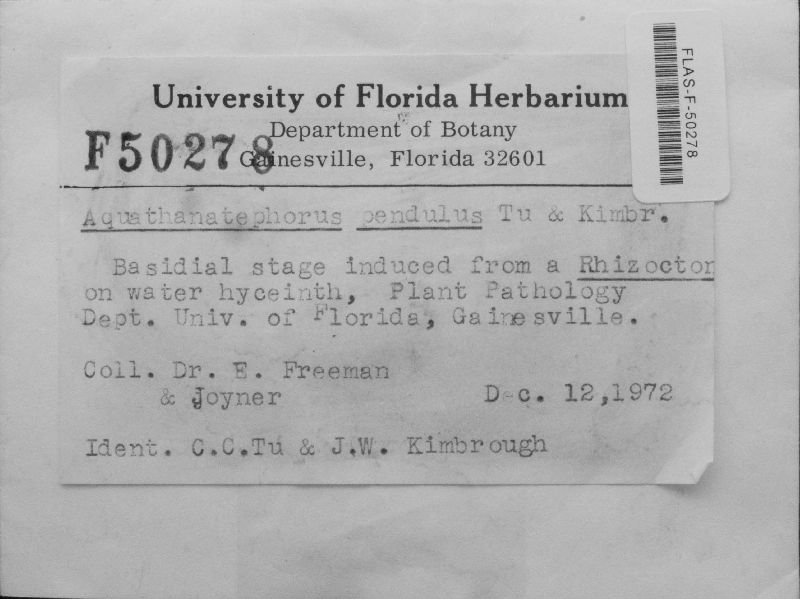 University of Florida Herbarium
Department of Botany
F50278
Gainesville, Florida 32601
FLAS-F-50278
Aquathanatephorus pendulus Tu & Kimbr.
Basidial stage induced from a Rhizocton
on water hyceinth, Plant Pathology
Dept. Univ. of Florida, Gainesville.
Coll. Dr. E. Freeman
& Joyner Dec. 12,1972
Ident. C.C.Tu & J.W. Kimbrough